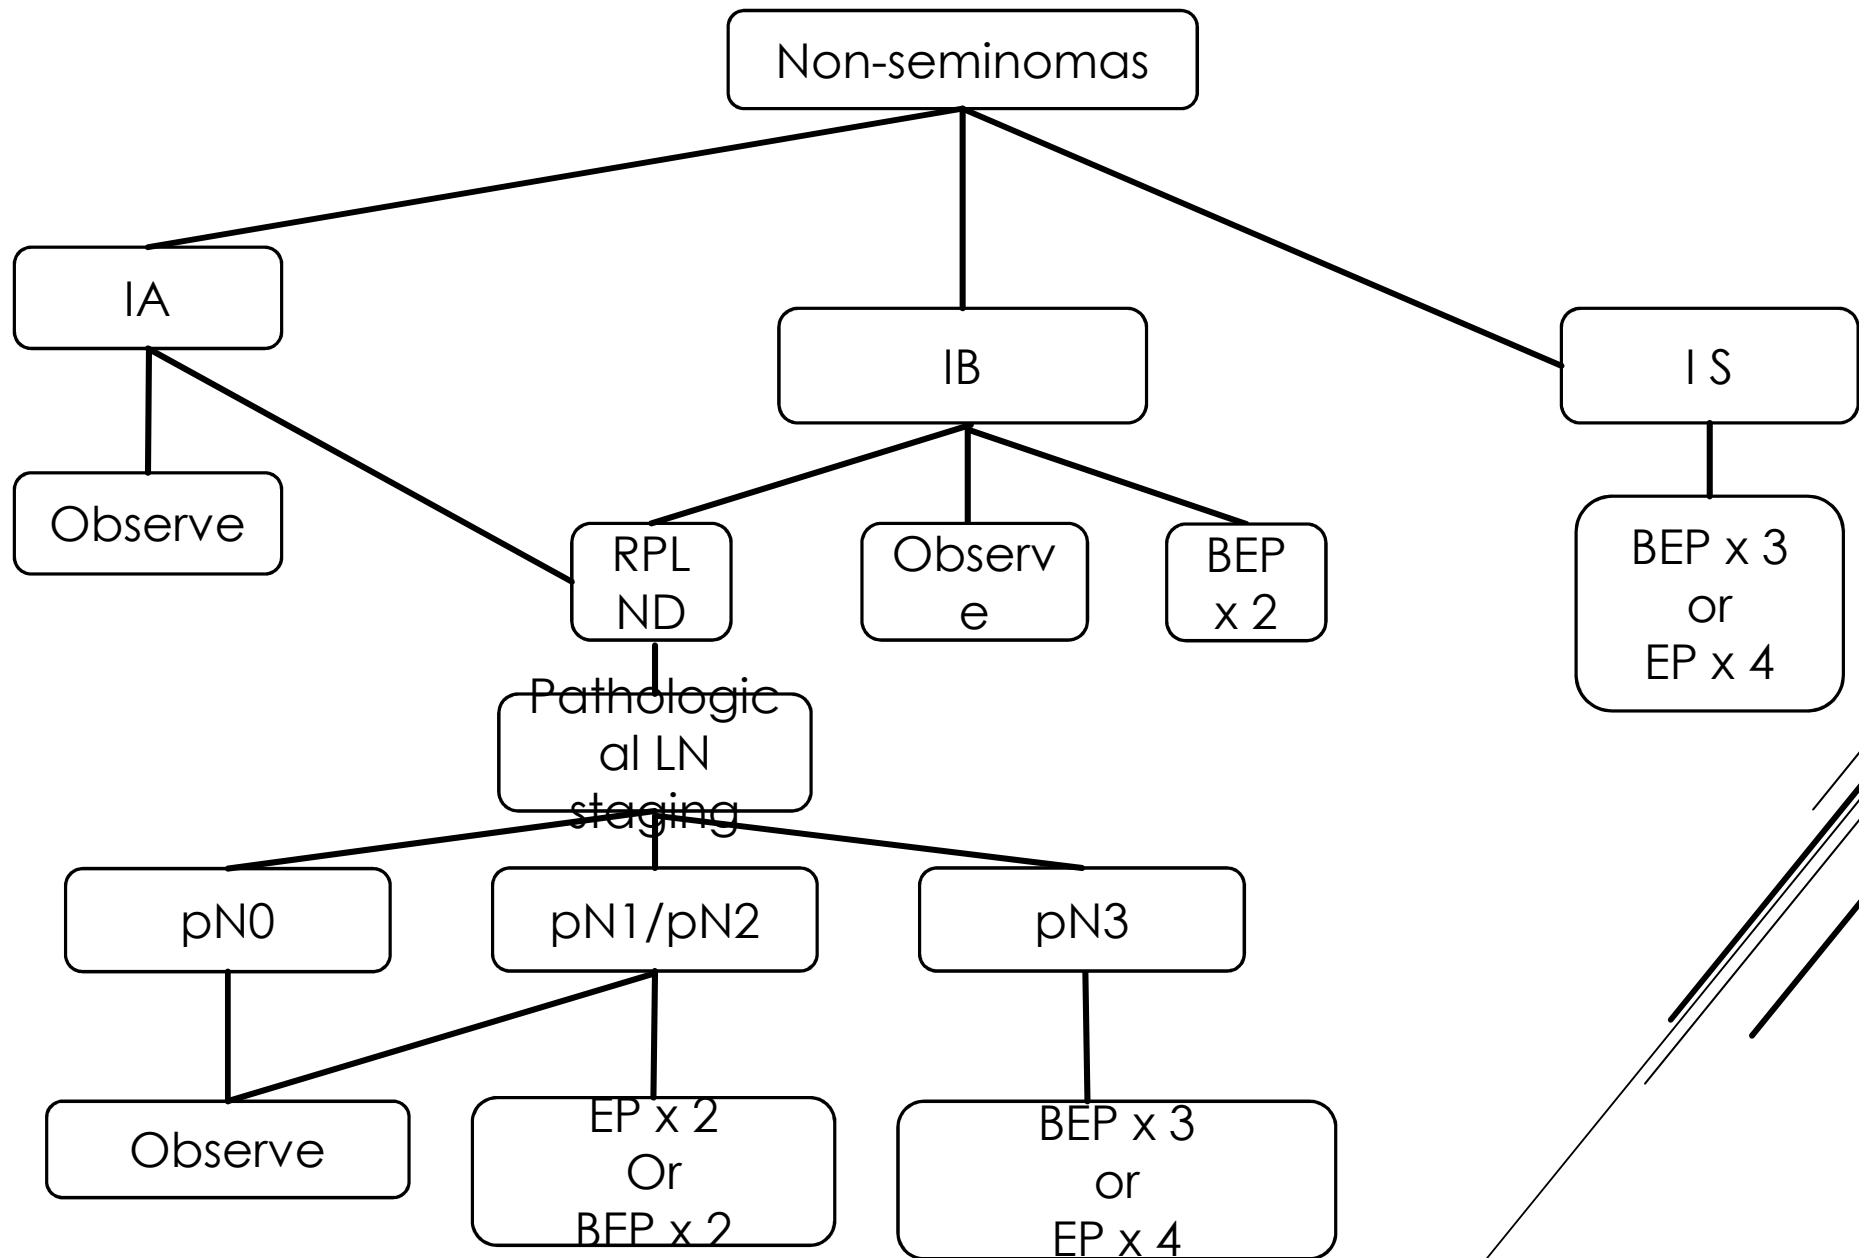 Non-seminomas
IA
IB
I S
Observe
RPL
ND
Observ
e
BEP
x 2
BEP x 3
or
EP x 4
Pathologic
al LN
staging
pN0
pN1/pN2
pN3
Observe
EP x 2
Or
BEP x 2
BEP x 3
or
EP x 4